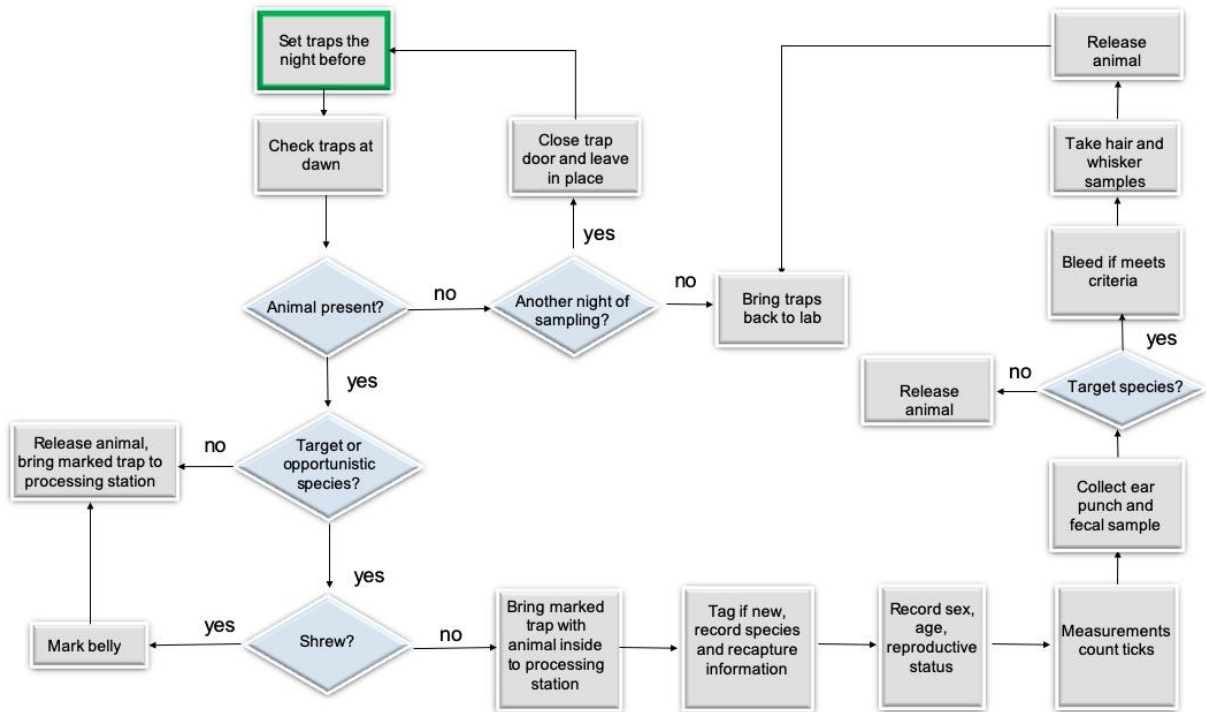 Set traps the
night before
Check traps at
dawn
Close trap
door and leave
in place
yes
Animal present?
no
Another night of
sampling?
no
Bring traps
back to lab
yes
Target or
opportunistic
species?
no
Release animal,
bring marked trap to
processing station
yes
Shrew?
yes
Mark belly
no
Bring marked
trap with
animal inside
to processing
station
Tag if new,
record species
and recapture
information
Record sex,
age,
reproductive
status
Measurements
count ticks
Collect ear
punch and
fecal sample
Target species?
no
Release
animal
yes
Bleed if meets
criteria
Take hair and
whisker
samples
Release
animal